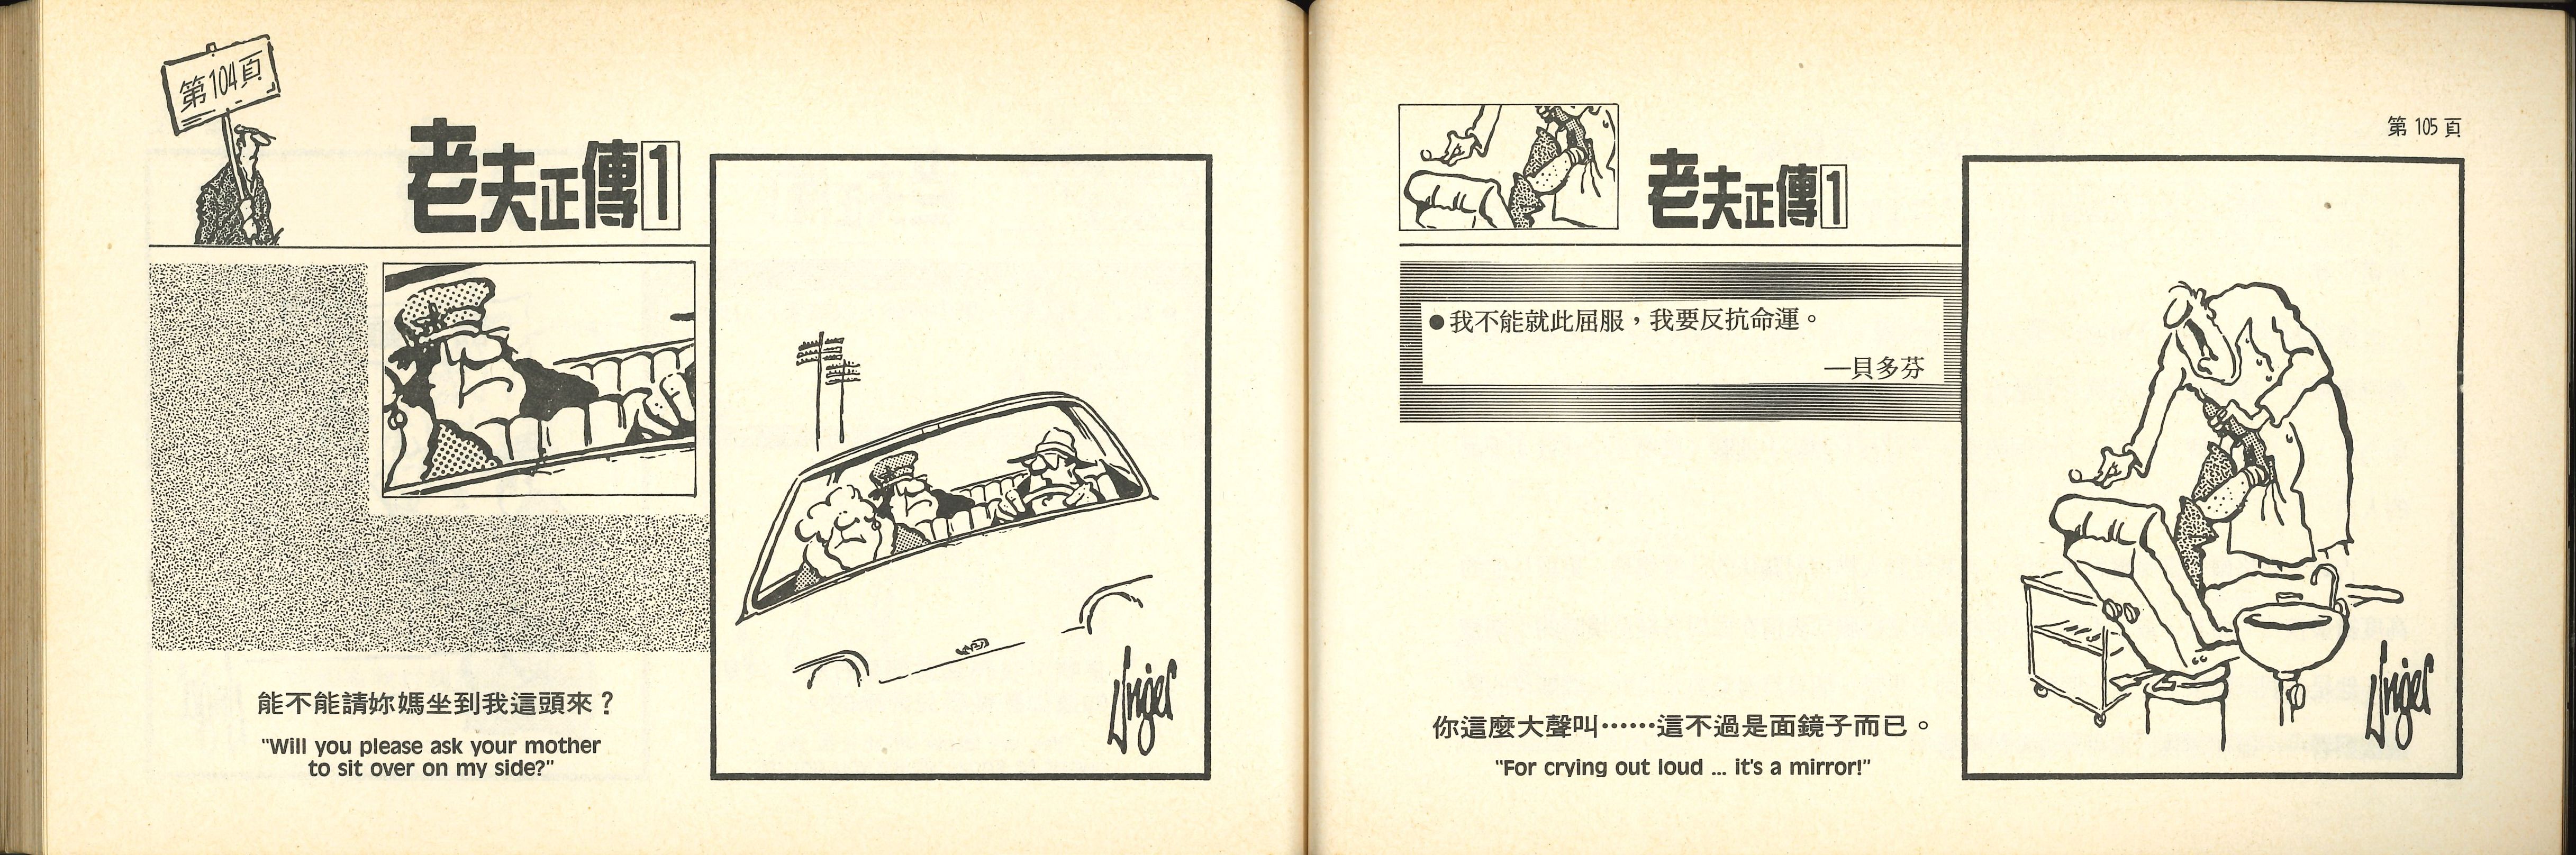 第104頁
老夫正傳1
能不能請妳媽坐到我這頭來？
"Will you please ask your mother
to sit over on my side?"
Unger
第 105 頁
老夫正傳1
●我不能就此屈服，我要反抗命運。
—貝多芬
你這麼大聲叫……這不過是面鏡子而已。
"For crying out loud ... it's a mirror!"
Unger